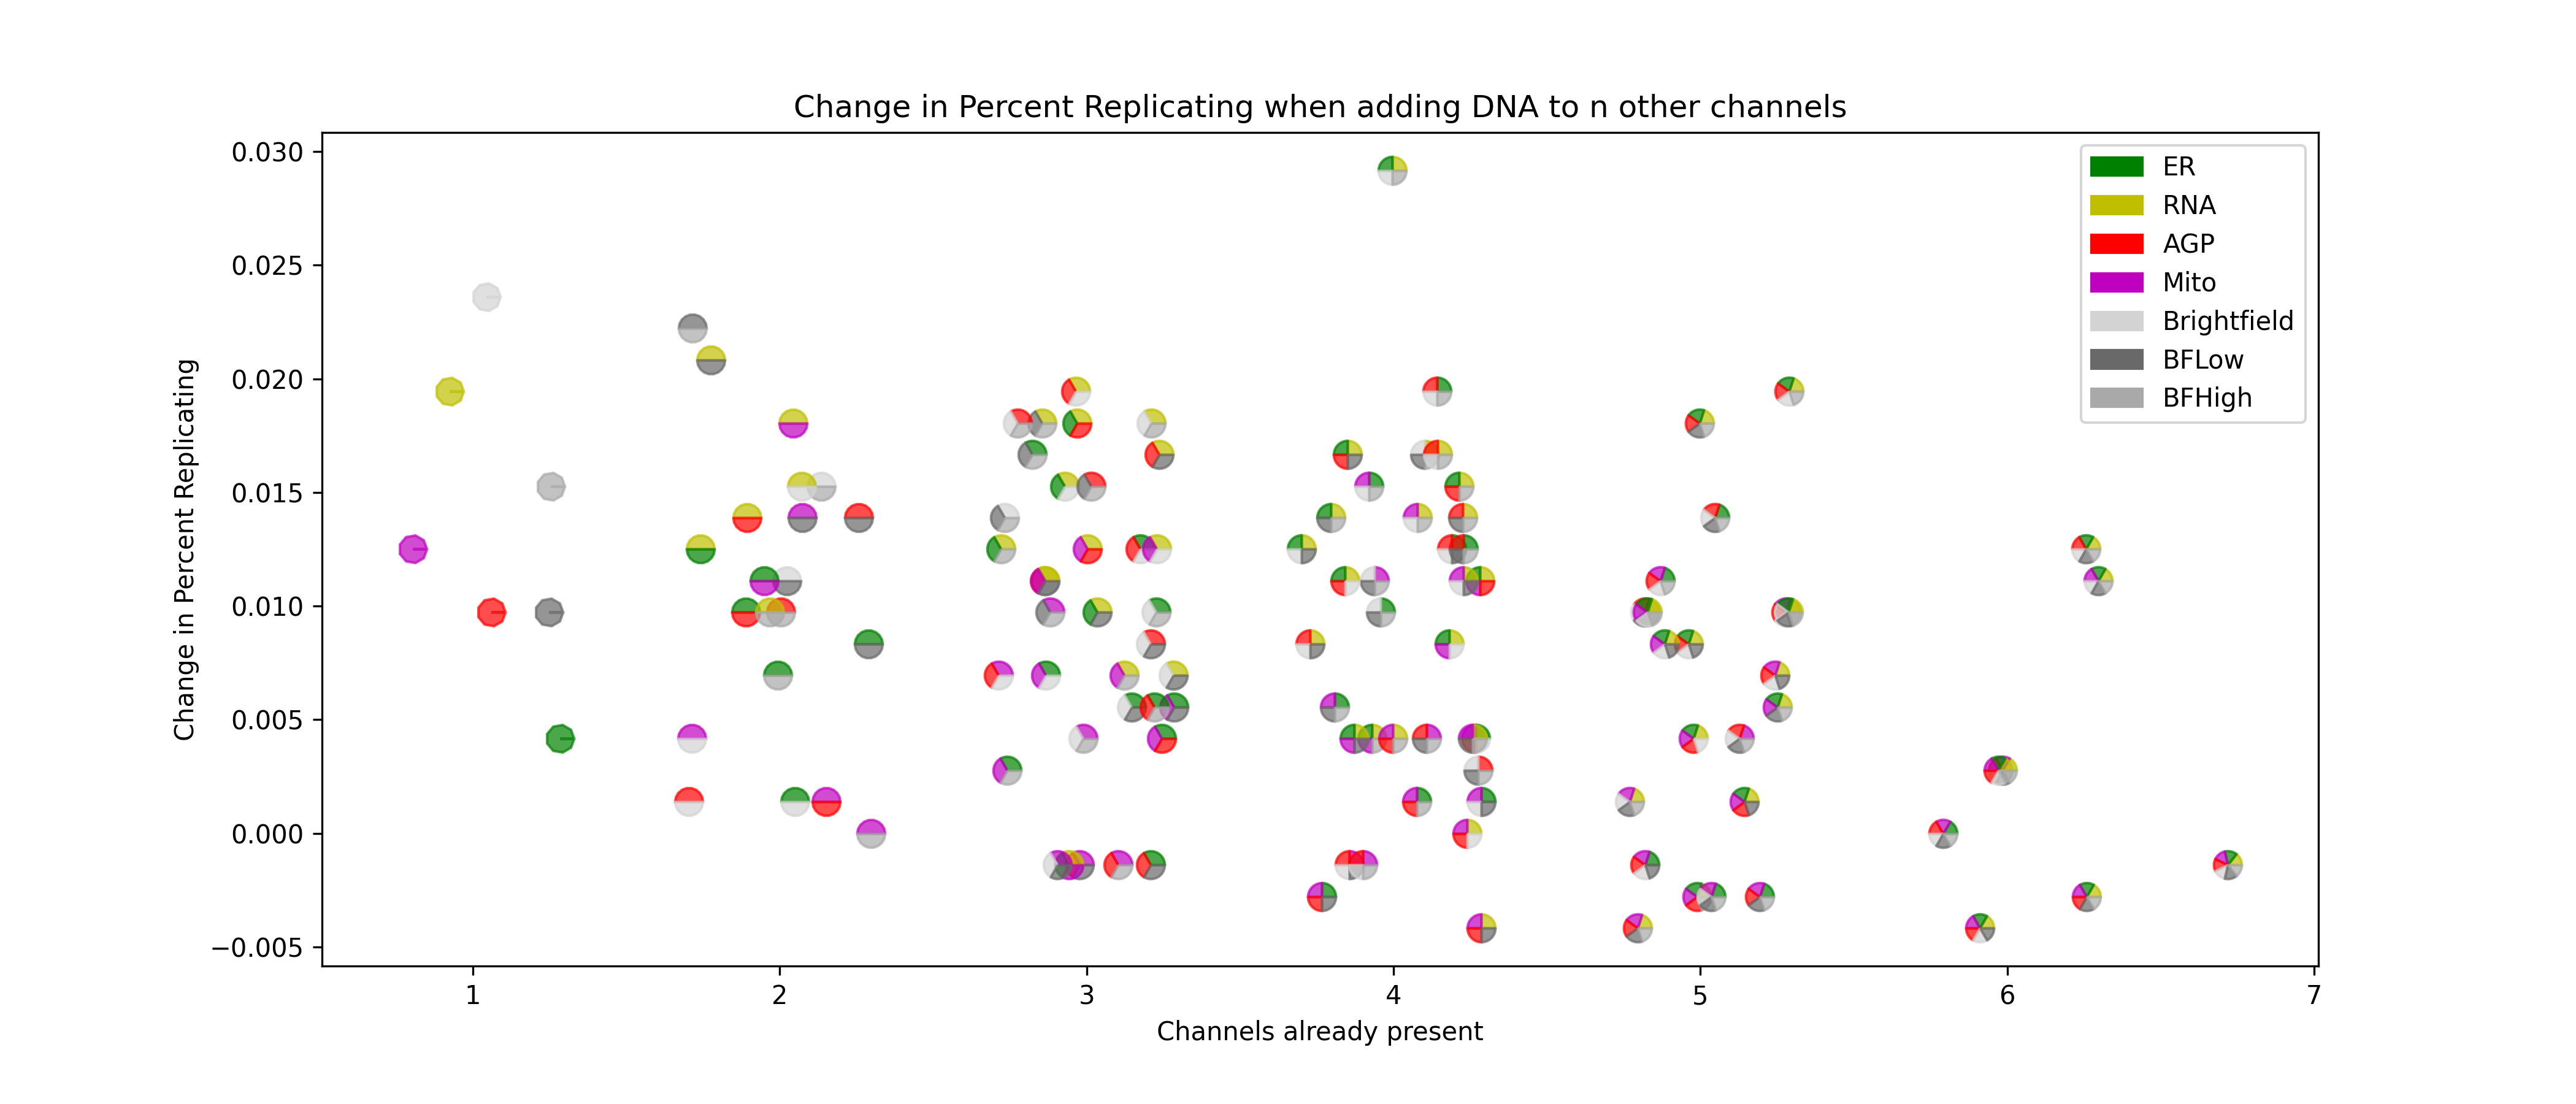 Change in Percent Replicating when adding DNA to n other channels
Change in Percent Replicating
0.030
0.025
0.020
0.015
0.010
0.005
0.000
−0.005
ER
RNA
AGP
Mito
Brightfield
BFLow
BFHigh
1 2 3 4 5 6 7
Channels already present